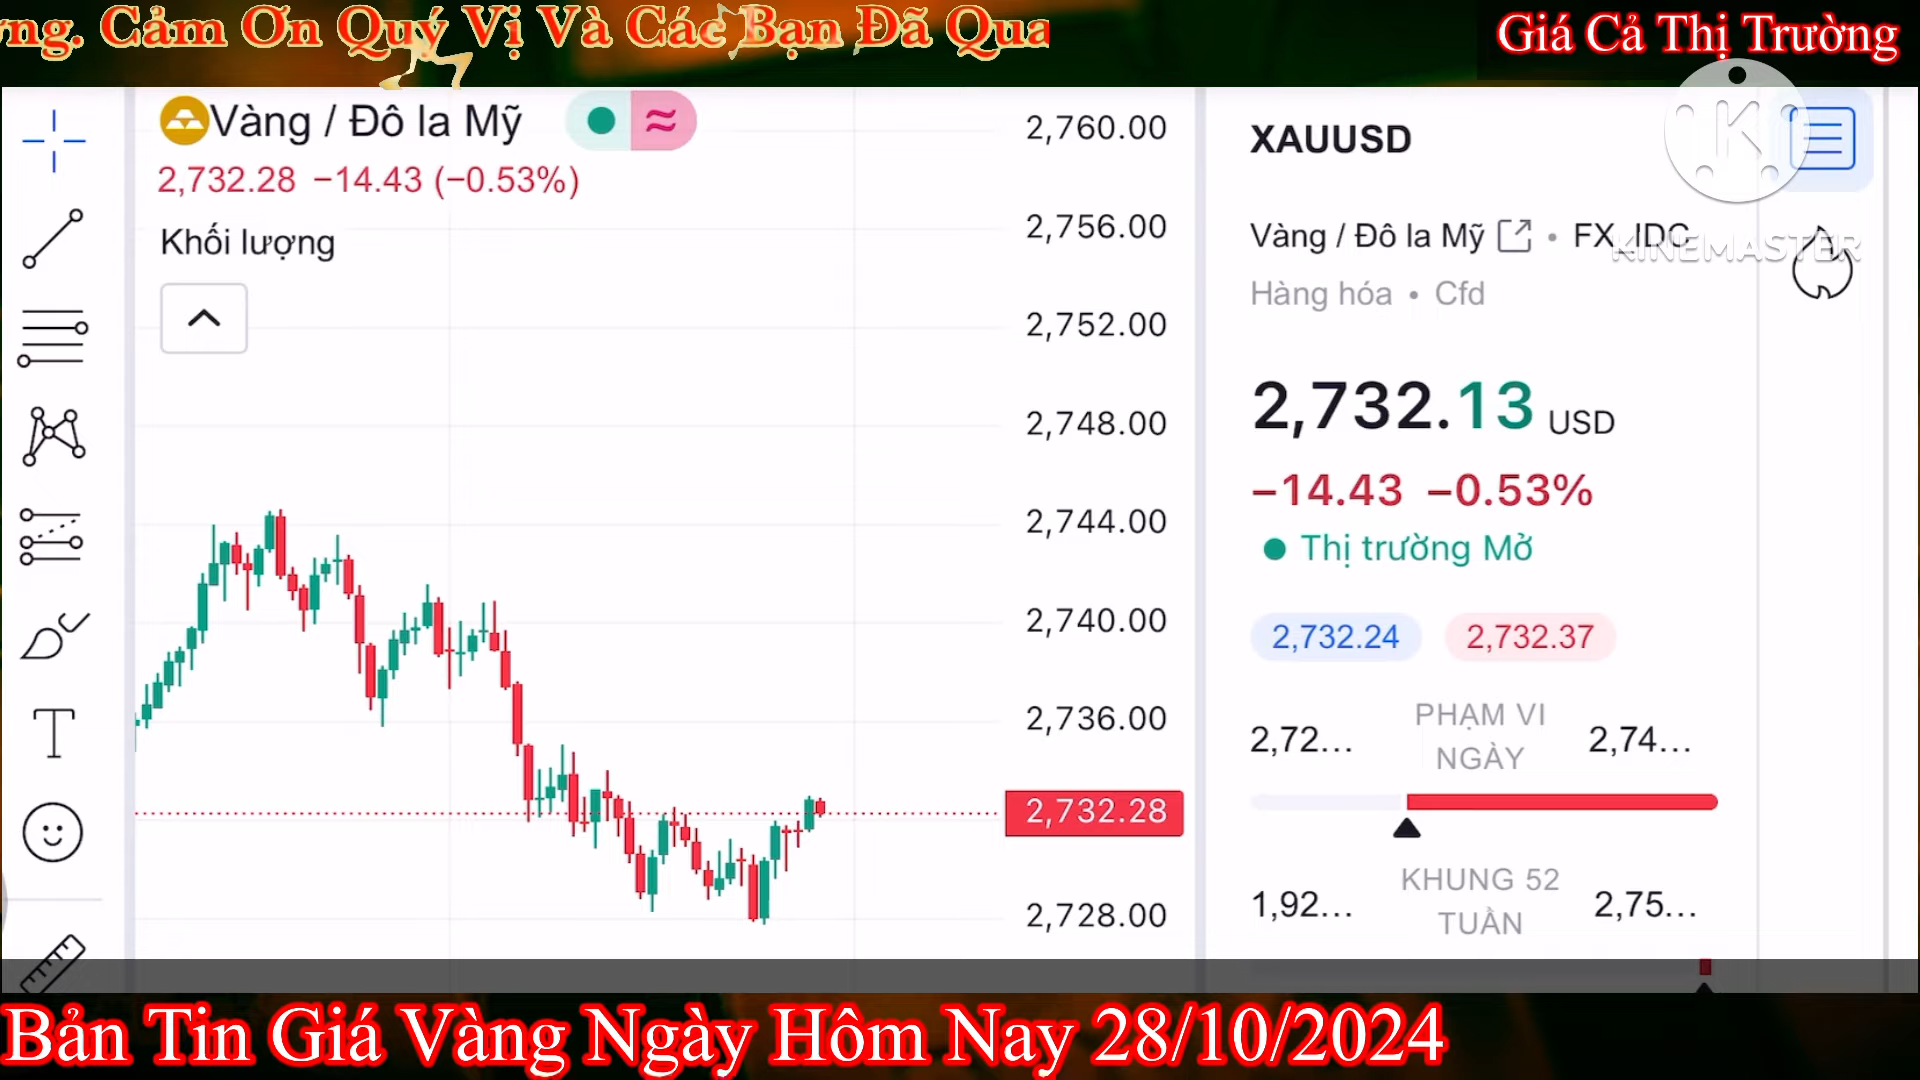 ng. Cảm Ơn Quý Vị Và Các Bạn Đã Qua
Giá Cả Thị Trường
Vàng / Đô la Mỹ
2,732.28 −14.43 (−0.53%)
Khối lượng
2,760.00
2,756.00
2,752.00
2,748.00
2,744.00
2,740.00
2,736.00
2,732.28
2,728.00
XAUUSD
Vàng / Đô la Mỹ • FX_IDC
KINEMASTER
Hàng hóa • Cfd
2,732.13 USD
−14.43 −0.53%
Thị trường Mở
2,732.24 2,732.37
2,72... PHẠM VI NGÀY 2,74...
1,92... KHUNG 52 TUẦN 2,75...
Bản Tin Giá Vàng Ngày Hôm Nay 28/10/2024